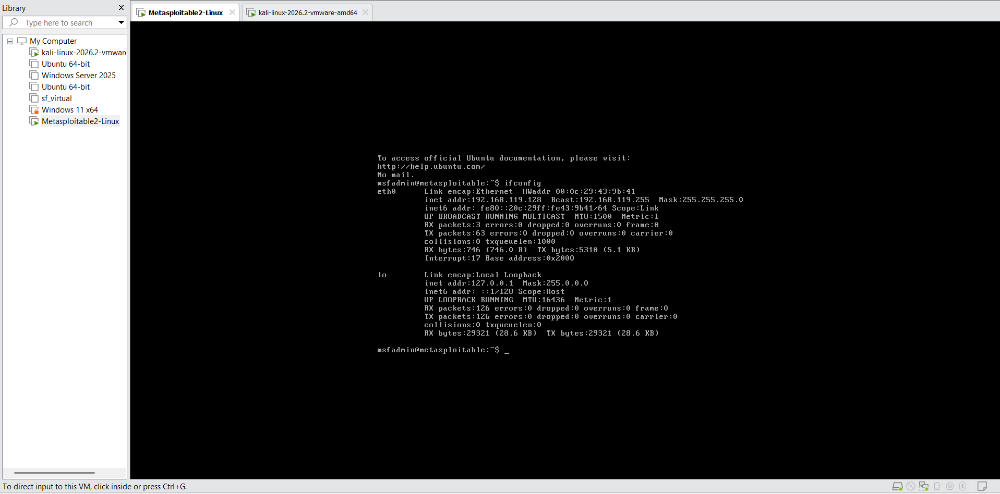 Library
Type here to search
My Computer
kali-linux-2026.2-vmware
Ubuntu 64-bit
Windows Server 2025
Ubuntu 64-bit
sf_virtual
Windows 11 x64
Metasploitable2-Linux
Metasploitable2-Linux
kali-linux-2026.2-vmware-amd64
To access official Ubuntu documentation, please visit:
http://help.ubuntu.com/
No mail.
msfadmin@metasploitable:~$ ifconfig
eth0      Link encap:Ethernet  HWaddr 00:0c:29:43:9b:41
          inet addr:192.168.119.128  Bcast:192.168.119.255  Mask:255.255.255.0
          inet6 addr: fe80::20c:29ff:fe43:9b41/64 Scope:Link
          UP BROADCAST RUNNING MULTICAST  MTU:1500  Metric:1
          RX packets:3 errors:0 dropped:0 overruns:0 frame:0
          TX packets:63 errors:0 dropped:0 overruns:0 carrier:0
          collisions:0 txqueuelen:1000
          RX bytes:746 (746.0 B)  TX bytes:5310 (5.1 KB)
          Interrupt:17 Base address:0x2000
lo        Link encap:Local Loopback
          inet addr:127.0.0.1  Mask:255.0.0.0
          inet6 addr: ::1/128 Scope:Host
          UP LOOPBACK RUNNING  MTU:16436  Metric:1
          RX packets:126 errors:0 dropped:0 overruns:0 frame:0
          TX packets:126 errors:0 dropped:0 overruns:0 carrier:0
          collisions:0 txqueuelen:0
          RX bytes:29321 (28.6 KB)  TX bytes:29321 (28.6 KB)
msfadmin@metasploitable:~$ _
To direct input to this VM, click inside or press Ctrl+G.